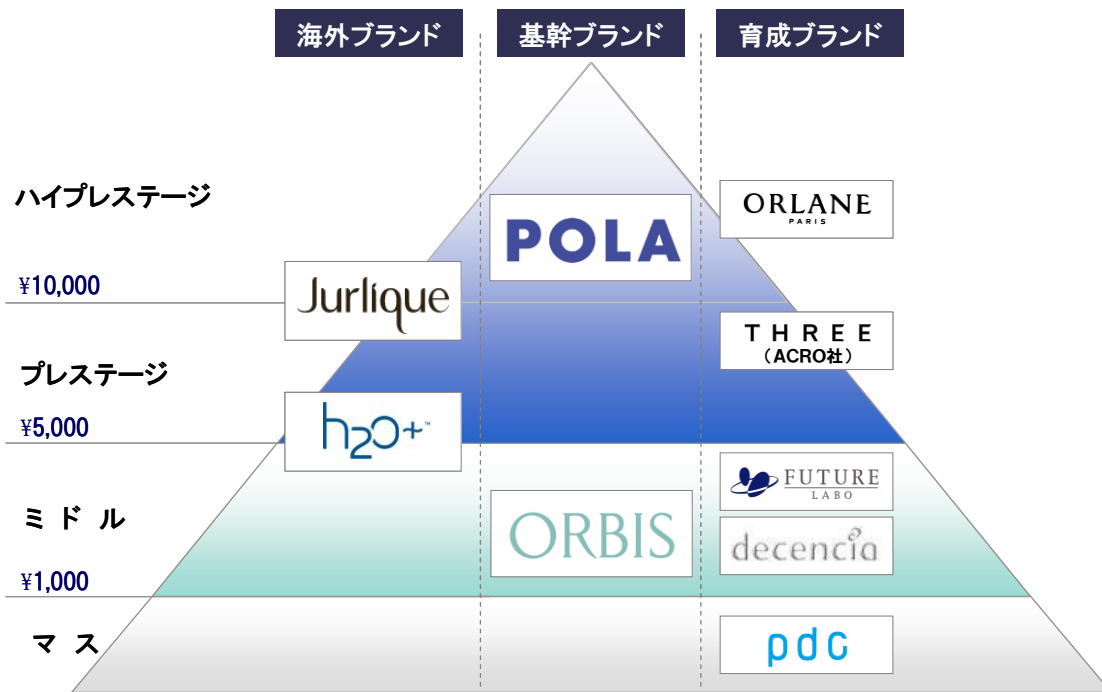 海外ブランド
基幹ブランド
育成ブランド
ハイプレステージ
POLA
ORLANE
PARIS
¥10,000
Jurlique
THREE
(ACRO社)
プレステージ
¥5,000
h2o+™
FUTURE
LABO
ミドル
ORBIS
decencia
¥1,000
マス
pdc